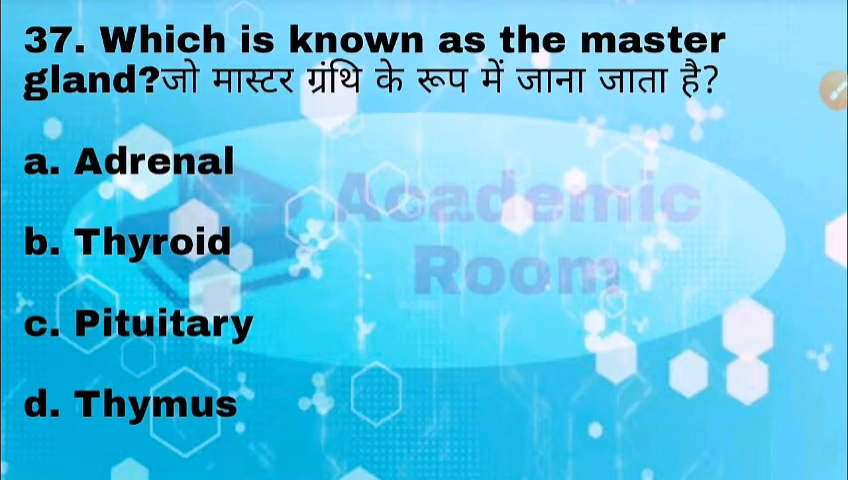 37. Which is known as the master
gland?जो मास्टर ग्रंथि के रूप में जाना जाता है?
a. Adrenal
b. Thyroid
c. Pituitary
d. Thymus
Academic
Room